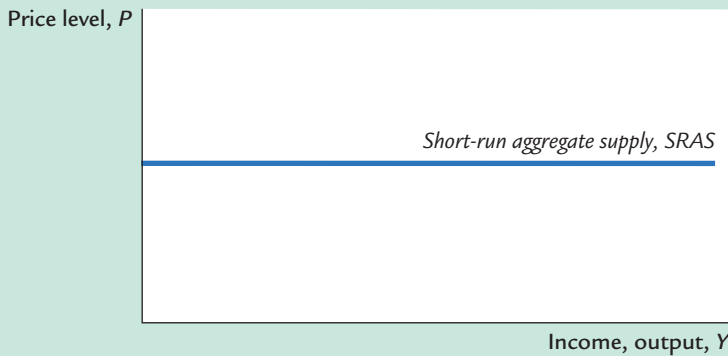 Price level, P
Short-run aggregate supply, SRAS
Income, output, Y